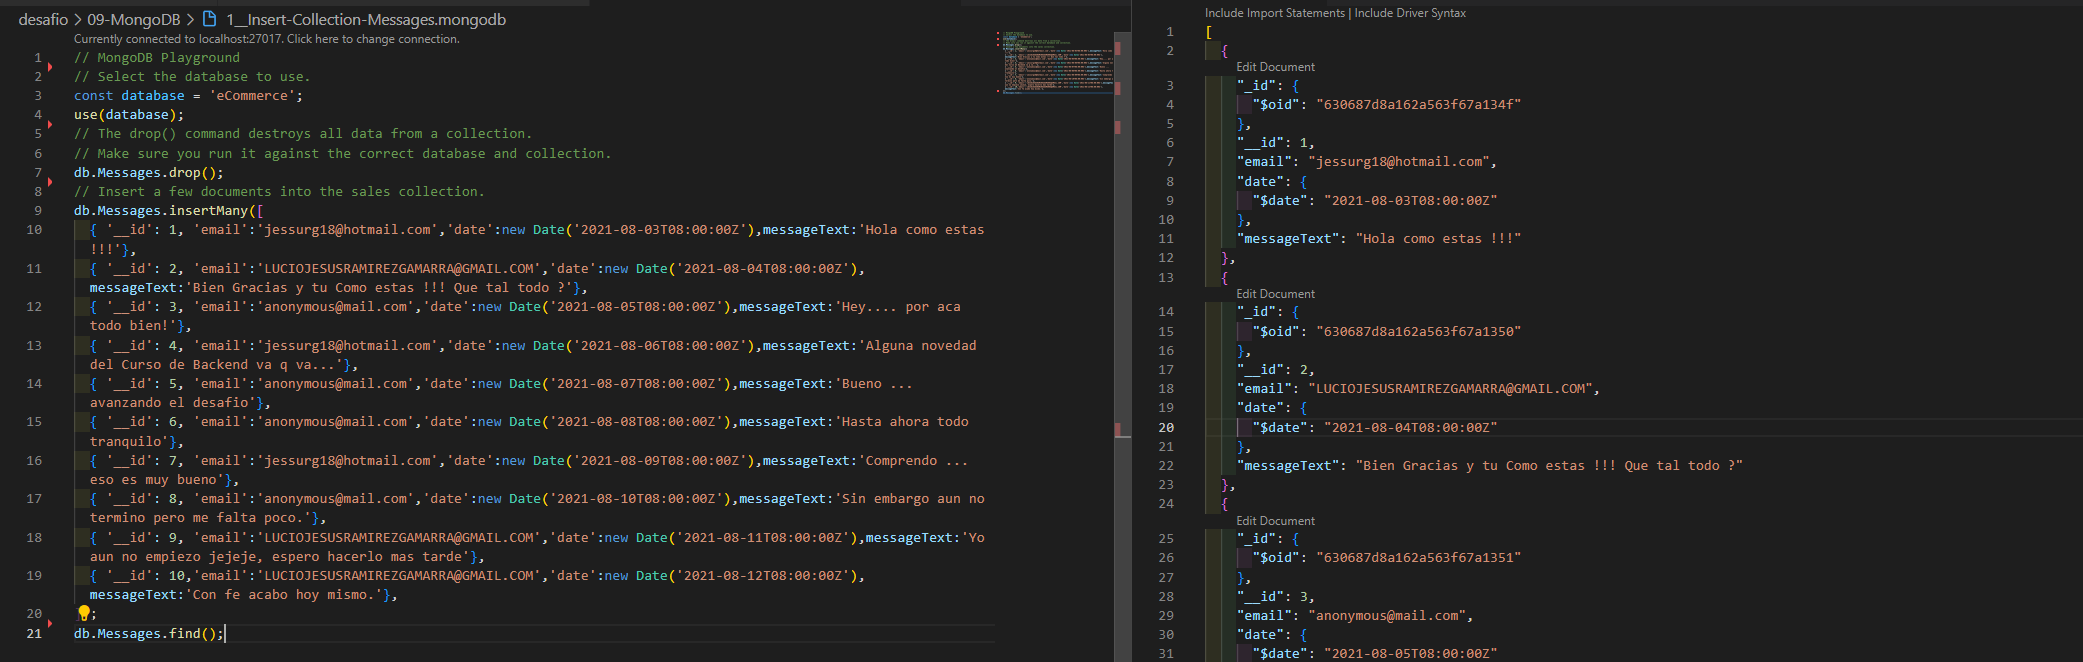 desafio > 09-MongoDB > 1__Insert-Collection-Messages.mongodb
Currently connected to localhost:27017. Click here to change connection.
1 // MongoDB Playground
2 // Select the database to use.
3 const database = 'eCommerce';
4 use(database);
5 // The drop() command destroys all data from a collection.
6 // Make sure you run it against the correct database and collection.
7 db.Messages.drop();
8 // Insert a few documents into the sales collection.
9 db.Messages.insertMany([
10 { '__id': 1, 'email':'jessurg18@hotmail.com','date':new Date('2021-08-03T08:00:00Z'),messageText:'Hola como estas
!!!'},
11 { '__id': 2, 'email':'LUCIOJESUSRAMIREZGAMARRA@GMAIL.COM','date':new Date('2021-08-04T08:00:00Z'),
messageText:'Bien Gracias y tu Como estas !!! Que tal todo ?'},
12 { '__id': 3, 'email':'anonymous@mail.com','date':new Date('2021-08-05T08:00:00Z'),messageText:'Hey.... por aca
todo bien!'},
13 { '__id': 4, 'email':'jessurg18@hotmail.com','date':new Date('2021-08-06T08:00:00Z'),messageText:'Alguna novedad
del Curso de Backend va q va...'},
14 { '__id': 5, 'email':'anonymous@mail.com','date':new Date('2021-08-07T08:00:00Z'),messageText:'Bueno ...
avanzando el desafio'},
15 { '__id': 6, 'email':'anonymous@mail.com','date':new Date('2021-08-08T08:00:00Z'),messageText:'Hasta ahora todo
tranquilo'},
16 { '__id': 7, 'email':'jessurg18@hotmail.com','date':new Date('2021-08-09T08:00:00Z'),messageText:'Comprendo ...
eso es muy bueno'},
17 { '__id': 8, 'email':'anonymous@mail.com','date':new Date('2021-08-10T08:00:00Z'),messageText:'Sin embargo aun no
termino pero me falta poco.'},
18 { '__id': 9, 'email':'LUCIOJESUSRAMIREZGAMARRA@GMAIL.COM','date':new Date('2021-08-11T08:00:00Z'),messageText:'Yo
aun no empiezo jejeje, espero hacerlo mas tarde'},
19 { '__id': 10,'email':'LUCIOJESUSRAMIREZGAMARRA@GMAIL.COM','date':new Date('2021-08-12T08:00:00Z'),
messageText:'Con fe acabo hoy mismo.'},
20 ;
21 db.Messages.find();
Include Import Statements | Include Driver Syntax
1 [
2 {
Edit Document
3 "_id": {
4 "$oid": "630687d8a162a563f67a134f"
5 },
6 "__id": 1,
7 "email": "jessurg18@hotmail.com",
8 "date": {
9 "$date": "2021-08-03T08:00:00Z"
10 },
11 "messageText": "Hola como estas !!!"
12 },
13 {
Edit Document
14 "_id": {
15 "$oid": "630687d8a162a563f67a1350"
16 },
17 "__id": 2,
18 "email": "LUCIOJESUSRAMIREZGAMARRA@GMAIL.COM",
19 "date": {
20 "$date": "2021-08-04T08:00:00Z"
21 },
22 "messageText": "Bien Gracias y tu Como estas !!! Que tal todo ?"
23 },
24 {
Edit Document
25 "_id": {
26 "$oid": "630687d8a162a563f67a1351"
27 },
28 "__id": 3,
29 "email": "anonymous@mail.com",
30 "date": {
31 "$date": "2021-08-05T08:00:00Z"